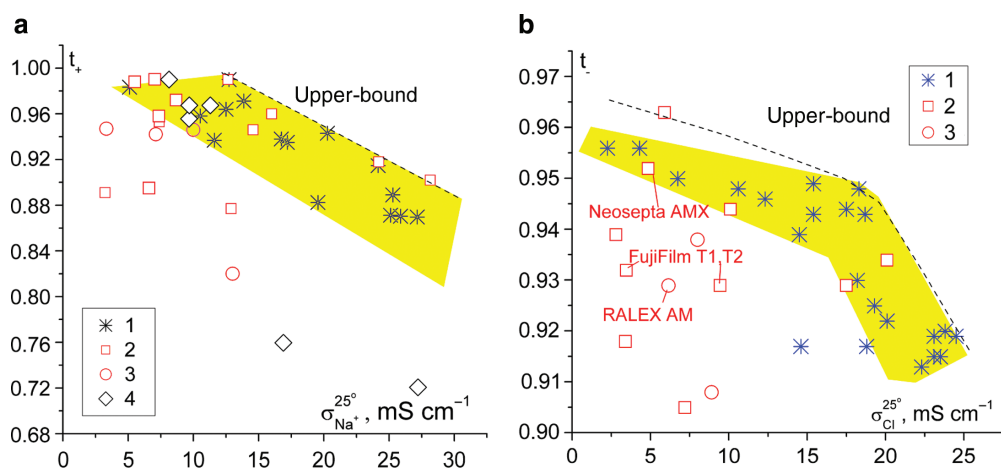 a
t₊
1.00
0.96
0.92
0.88
0.84
0.80
0.76
0.72
0.68
Upper-bound
1
2
3
4
σ²⁵°Na⁺, mS cm⁻¹
0 5 10 15 20 25 30
b
t₋
0.97
0.96
0.95
0.94
0.93
0.92
0.91
0.90
Upper-bound
1
2
3
Neosepta AMX
FujiFilm T1,T2
RALEX AM
σ²⁵°Cl, mS cm⁻¹
0 5 10 15 20 25